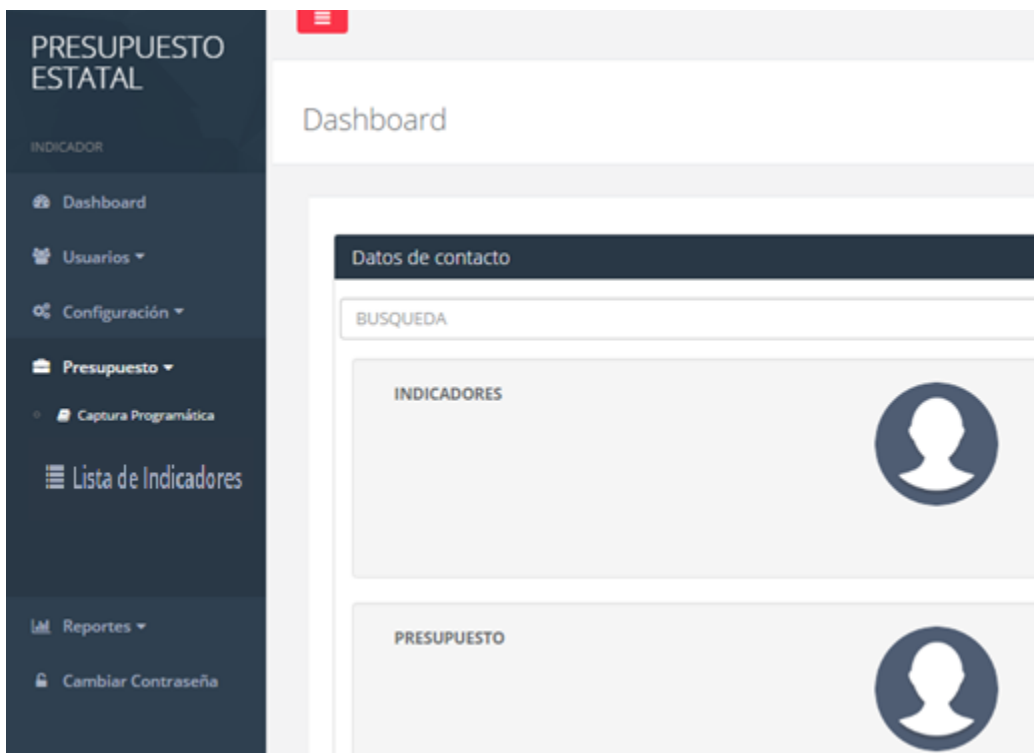 PRESUPUESTO
ESTATAL
INDICADOR
Dashboard
Usuarios
Configuración
Presupuesto
Captura Programática
Lista de Indicadores
Reportes
Cambiar Contraseña
Dashboard
Datos de contacto
BUSQUEDA
INDICADORES
PRESUPUESTO